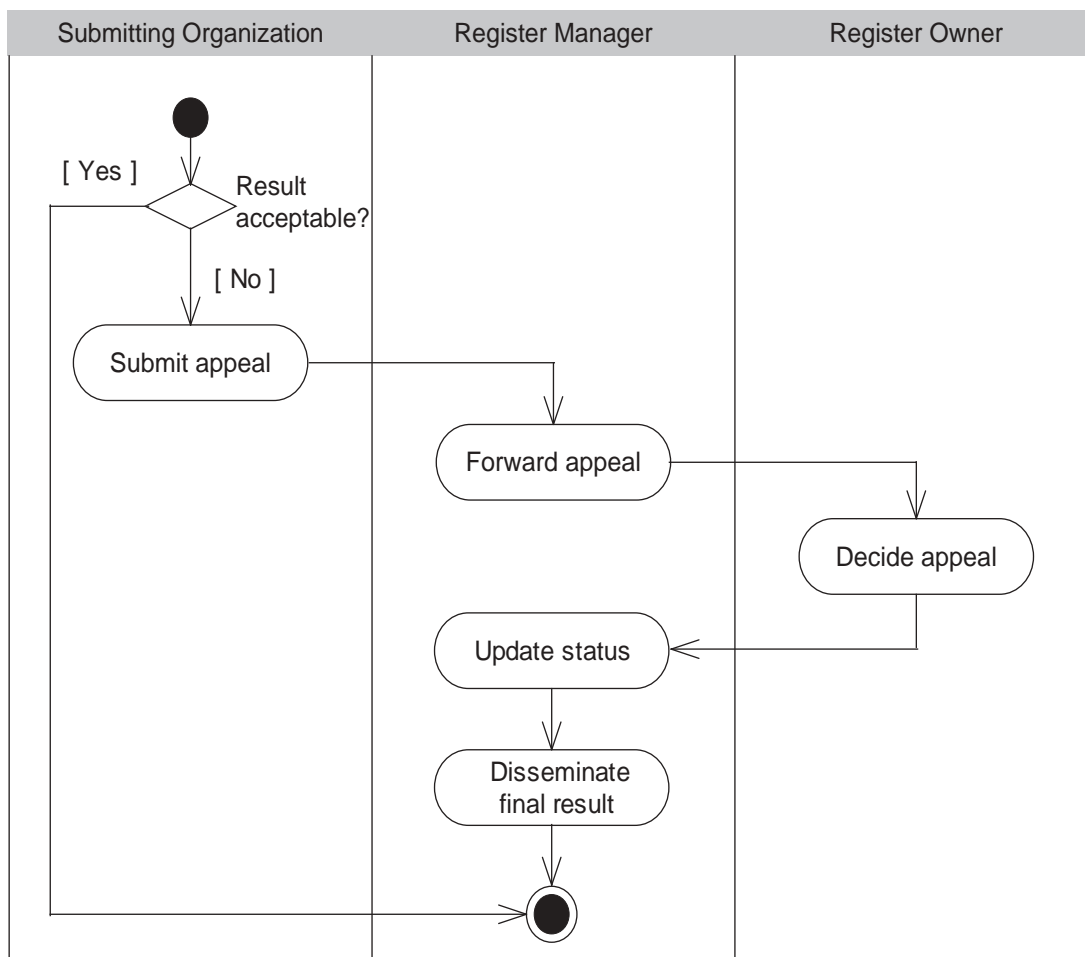 Submitting Organization
Register Manager
Register Owner
[ Yes ]
Result
acceptable?
[ No ]
Submit appeal
Forward appeal
Decide appeal
Update status
Disseminate
final result